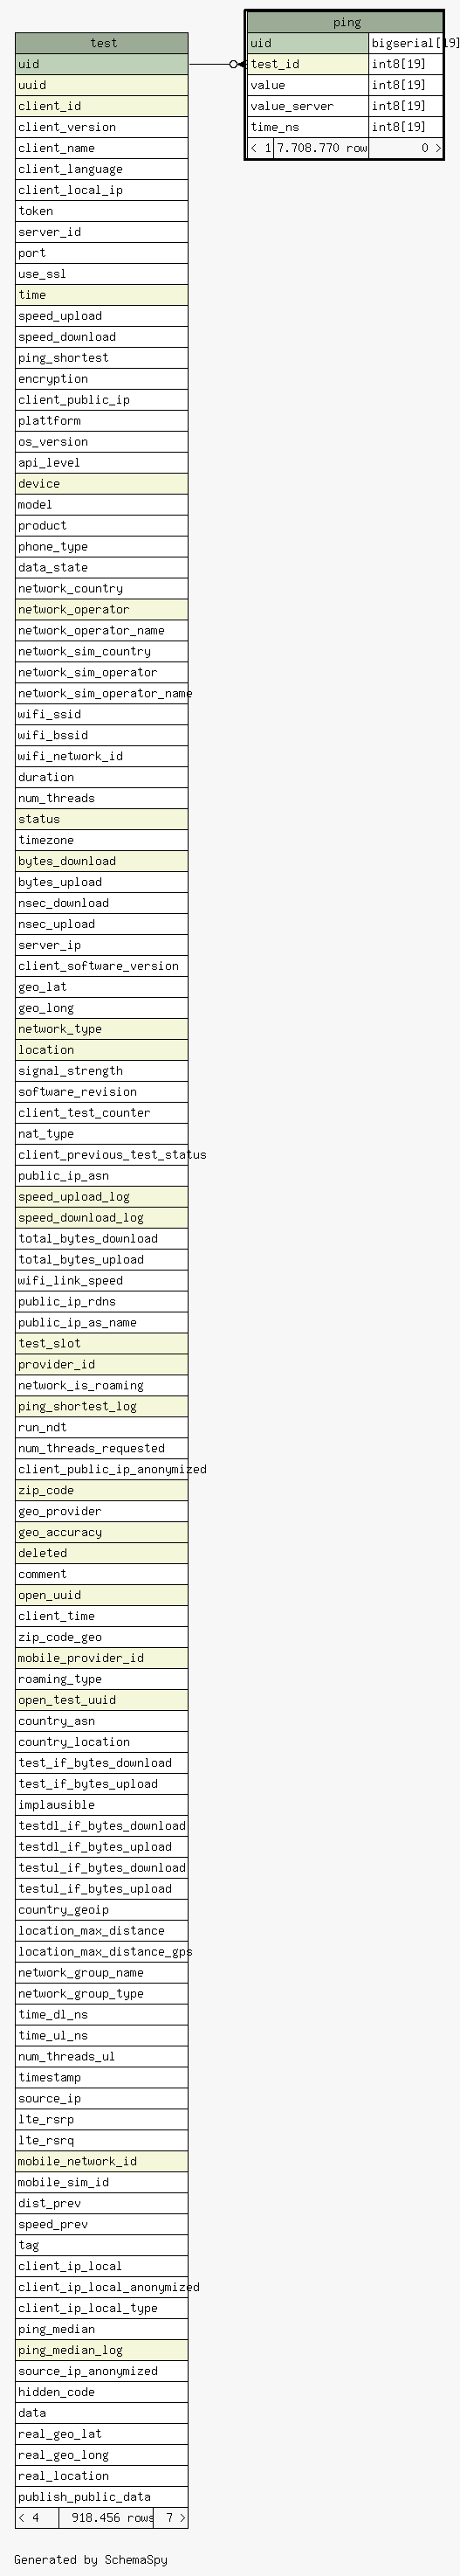 ping
uid bigserial[19]
test_id int8[19]
value int8[19]
value_server int8[19]
time_ns int8[19]
< 1 7.708.770 row 0 >
test
uid
uuid
client_id
client_version
client_name
client_language
client_local_ip
token
server_id
port
use_ssl
time
speed_upload
speed_download
ping_shortest
encryption
client_public_ip
plattform
os_version
api_level
device
model
product
phone_type
data_state
network_country
network_operator
network_operator_name
network_sim_country
network_sim_operator
network_sim_operator_name
wifi_ssid
wifi_bssid
wifi_network_id
duration
num_threads
status
timezone
bytes_download
bytes_upload
nsec_download
nsec_upload
server_ip
client_software_version
geo_lat
geo_long
network_type
location
signal_strength
software_revision
client_test_counter
nat_type
client_previous_test_status
public_ip_asn
speed_upload_log
speed_download_log
total_bytes_download
total_bytes_upload
wifi_link_speed
public_ip_rdns
public_ip_as_name
test_slot
provider_id
network_is_roaming
ping_shortest_log
run_ndt
num_threads_requested
client_public_ip_anonymized
zip_code
geo_provider
geo_accuracy
deleted
comment
open_uuid
client_time
zip_code_geo
mobile_provider_id
roaming_type
open_test_uuid
country_asn
country_location
test_if_bytes_download
test_if_bytes_upload
implausible
testdl_if_bytes_download
testdl_if_bytes_upload
testul_if_bytes_download
testul_if_bytes_upload
country_geoip
location_max_distance
location_max_distance_gps
network_group_name
network_group_type
time_dl_ns
time_ul_ns
num_threads_ul
timestamp
source_ip
lte_rsrp
lte_rsrq
mobile_network_id
mobile_sim_id
dist_prev
speed_prev
tag
client_ip_local
client_ip_local_anonymized
client_ip_local_type
ping_median
ping_median_log
source_ip_anonymized
hidden_code
data
real_geo_lat
real_geo_long
real_location
publish_public_data
< 4 918.456 rows 7 >
Generated by SchemaSpy